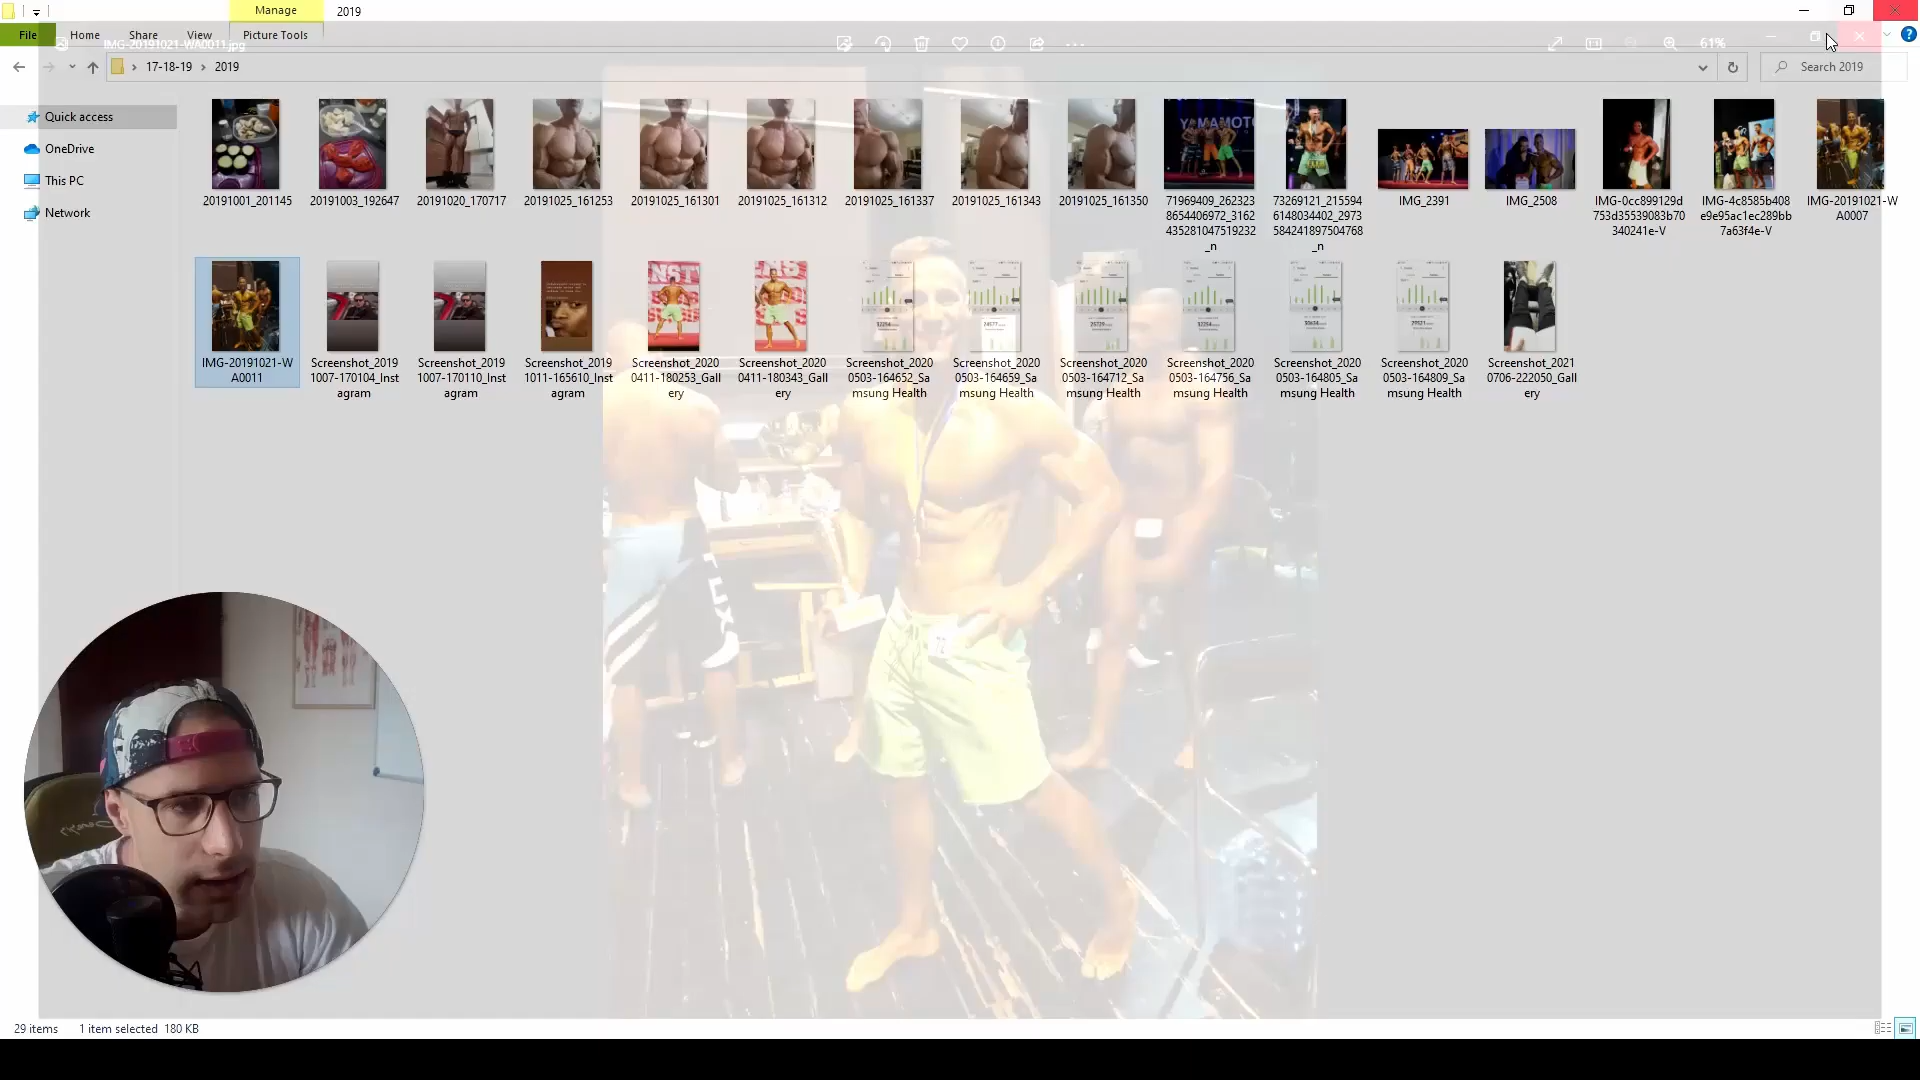 Manage
2019
File
Home
Share
View
Picture Tools
IMG-20191021-WA0011.jpg
61%
17-18-19
2019
Search 2019
Quick access
OneDrive
This PC
Network
20191001_201145
20191003_192647
20191020_170717
20191025_161253
20191025_161301
20191025_161312
20191025_161337
20191025_161343
20191025_161350
71969409_262323
8654406972_3162
435281047519232
_n
73269121_215594
6148034402_2973
584241897504768
_n
IMG_2391
IMG_2508
IMG-0cc899129d
753d35539083b70
340241e-V
IMG-4c8585b408
e9e95ac1ec289bb
7a63f4e-V
IMG-20191021-W
A0007
YAMAMOTO
IMG-20191021-W
A0011
Screenshot_2019
1007-170104_Inst
agram
Screenshot_2019
1007-170110_Inst
agram
Screenshot_2019
1011-165610_Inst
agram
Screenshot_2020
0411-180253_Gall
ery
Screenshot_2020
0411-180343_Gall
ery
Screenshot_2020
0503-164652_Sa
msung Health
Screenshot_2020
0503-164659_Sa
msung Health
Screenshot_2020
0503-164712_Sa
msung Health
Screenshot_2020
0503-164756_Sa
msung Health
Screenshot_2020
0503-164805_Sa
msung Health
Screenshot_2020
0503-164809_Sa
msung Health
Screenshot_2021
0706-222050_Gall
ery
29 items
1 item selected 180 KB